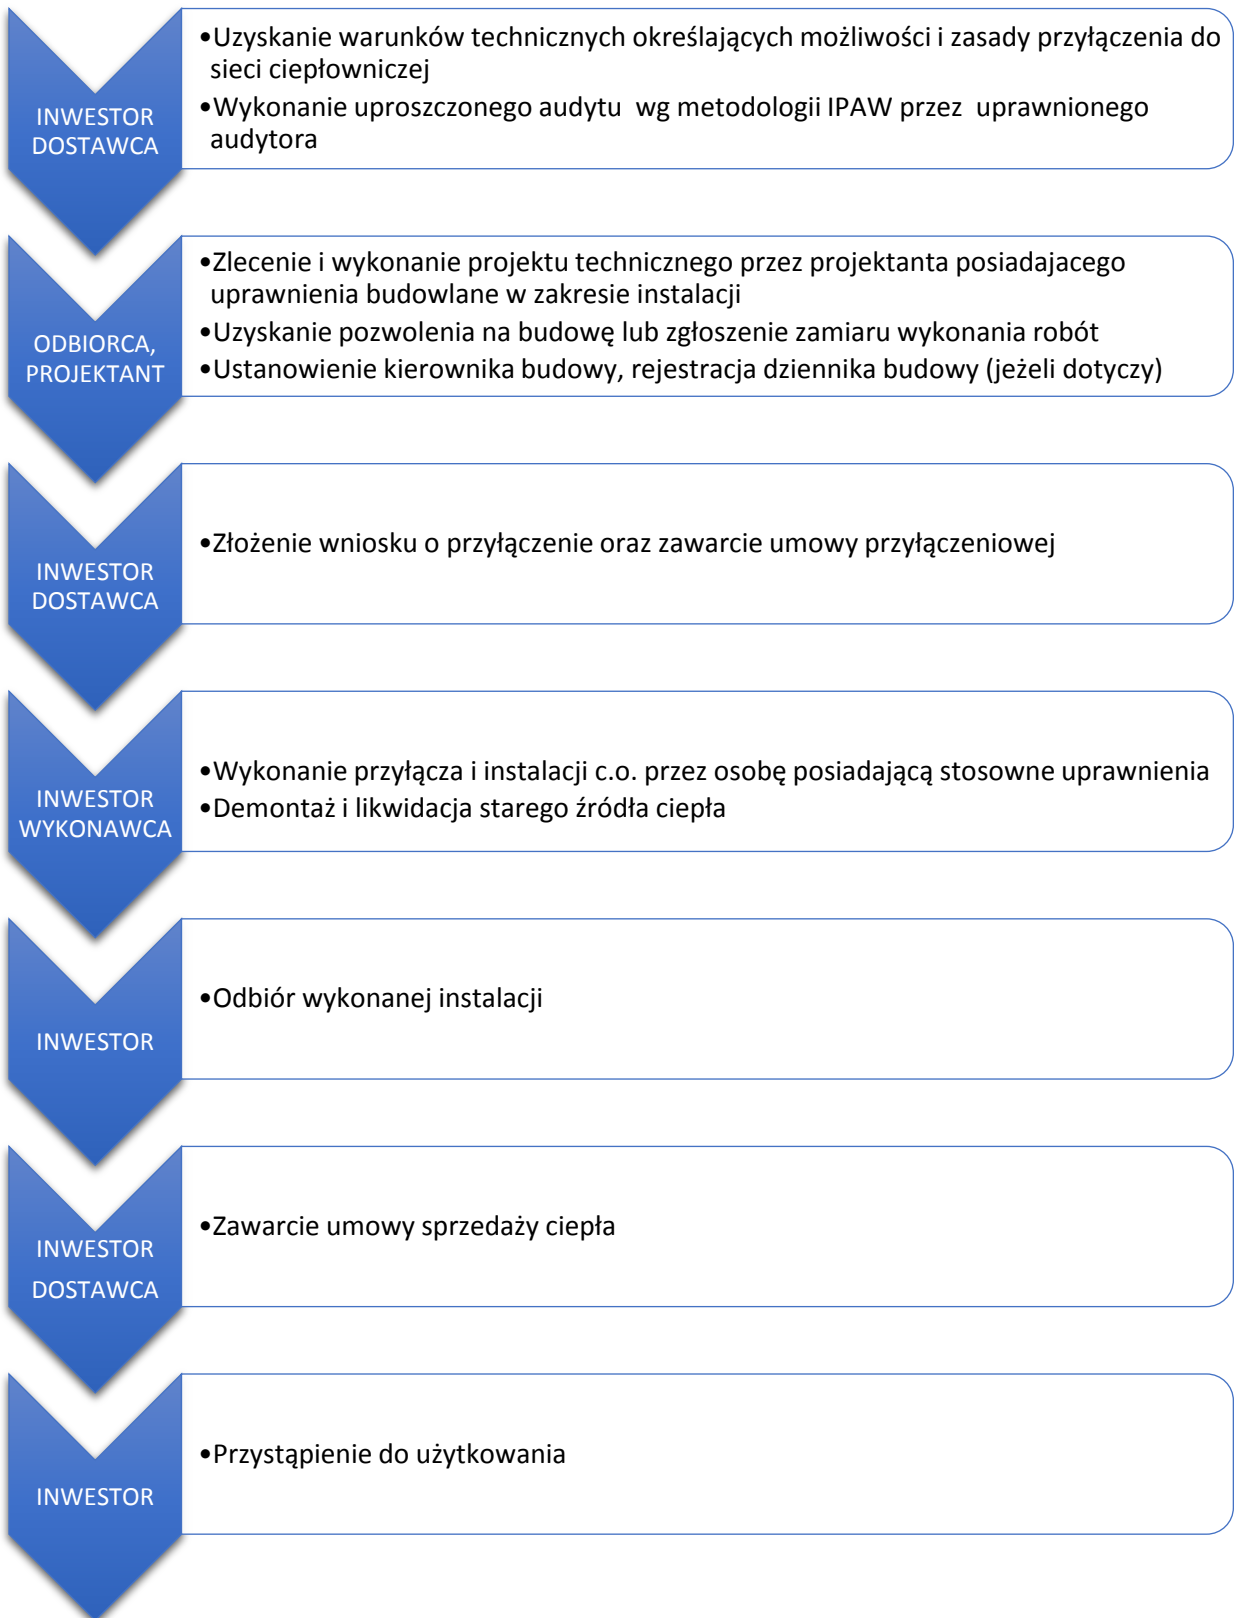 INWESTOR
DOSTAWCA
•Uzyskanie warunków technicznych określających możliwości i zasady przyłączenia do
sieci ciepłowniczej
•Wykonanie uproszczonego audytu wg metodologii IPAW przez uprawnionego
audytora
ODBIORCA,
PROJEKTANT
•Zlecenie i wykonanie projektu technicznego przez projektanta posiadajacego
uprawnienia budowlane w zakresie instalacji
•Uzyskanie pozwolenia na budowę lub zgłoszenie zamiaru wykonania robót
•Ustanowienie kierownika budowy, rejestracja dziennika budowy (jeżeli dotyczy)
INWESTOR
DOSTAWCA
•Złożenie wniosku o przyłączenie oraz zawarcie umowy przyłączeniowej
INWESTOR
WYKONAWCA
•Wykonanie przyłącza i instalacji c.o. przez osobę posiadającą stosowne uprawnienia
•Demontaż i likwidacja starego źródła ciepła
INWESTOR
•Odbiór wykonanej instalacji
INWESTOR
DOSTAWCA
•Zawarcie umowy sprzedaży ciepła
INWESTOR
•Przystąpienie do użytkowania